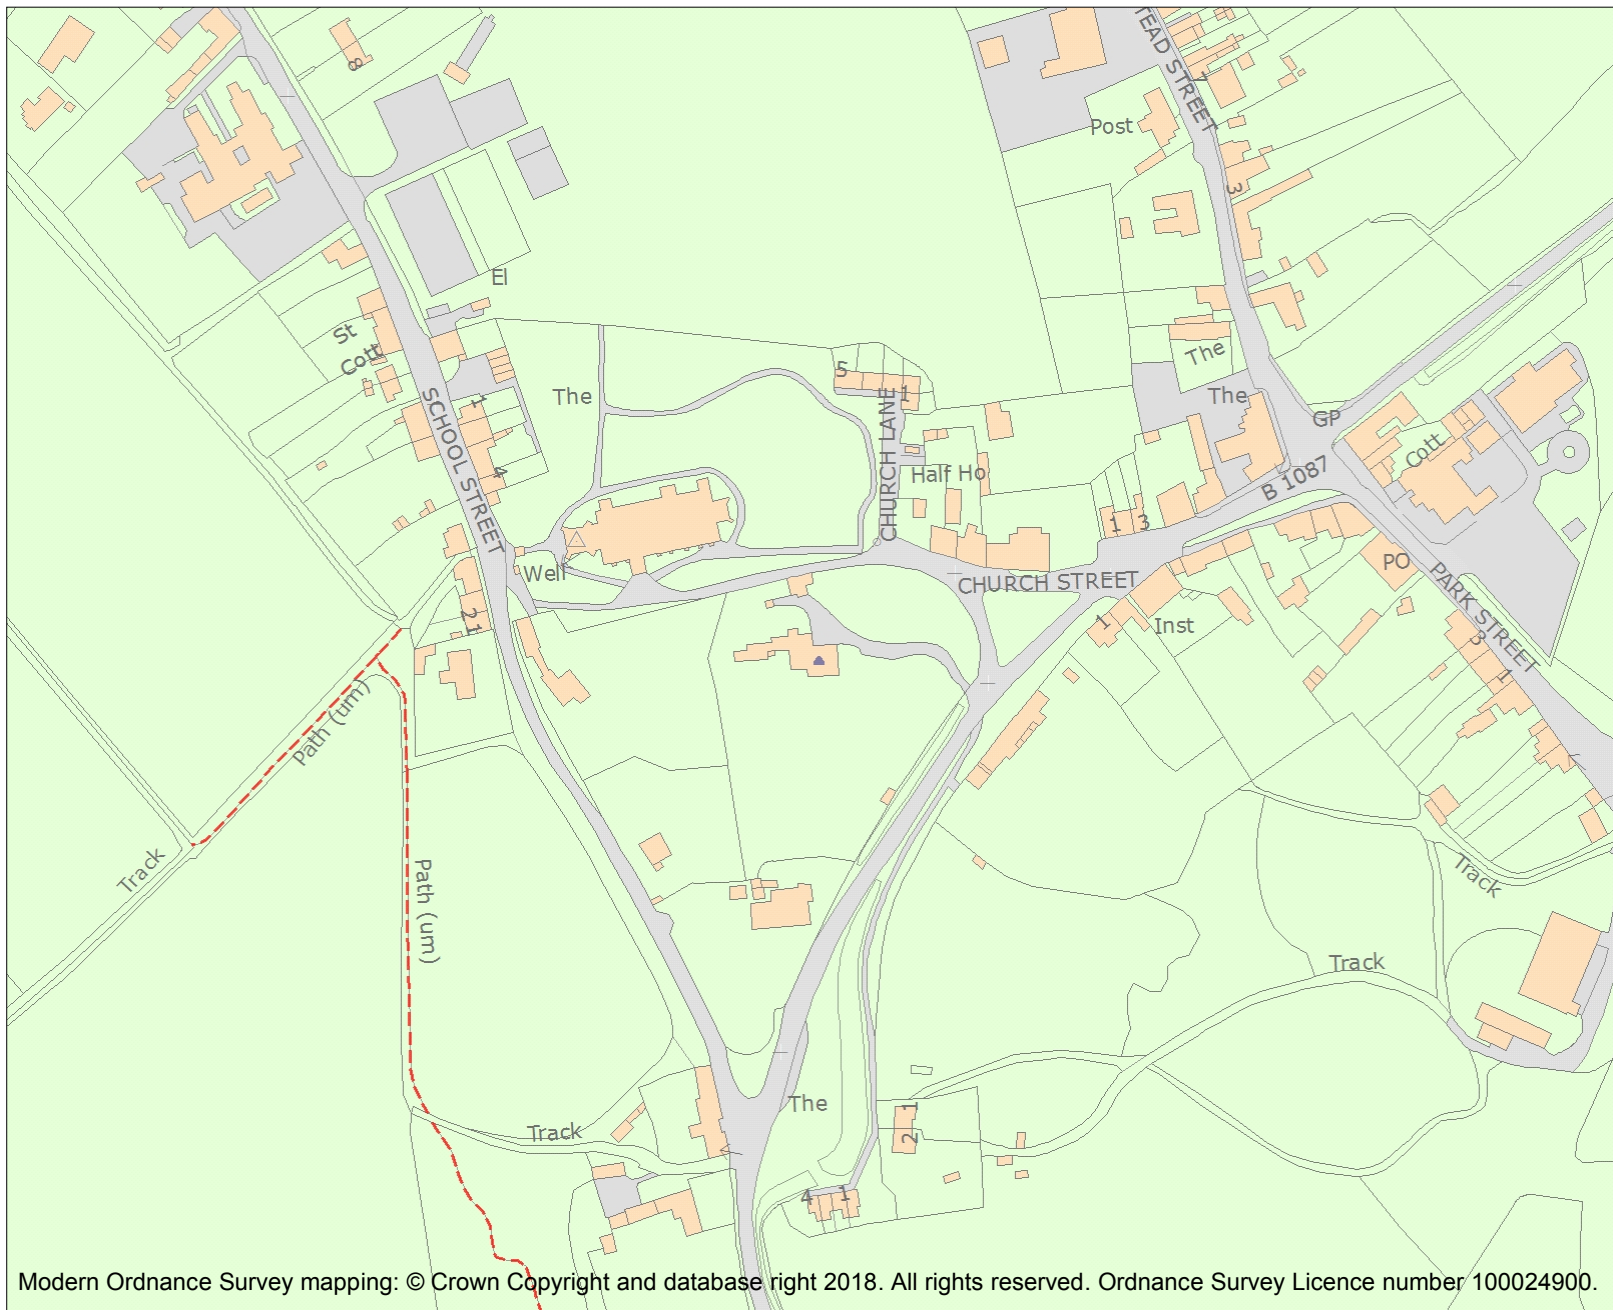 TEAD STREET
8
Post
7
3
El
St
Cott
The
5
1
CHURCH LANE
The
The
GP
SCHOOL STREET
1
4
Half Ho
B 1087
Cott
1
3
Well
CHURCH STREET
PO
PARK STREET
21
1
Inst
3
1
Path (um)
Track
Path (um)
Track
Track
The
Track
1
2
4
1
Modern Ordnance Survey mapping: © Crown Copyright and database right 2018. All rights reserved. Ordnance Survey Licence number 100024900.